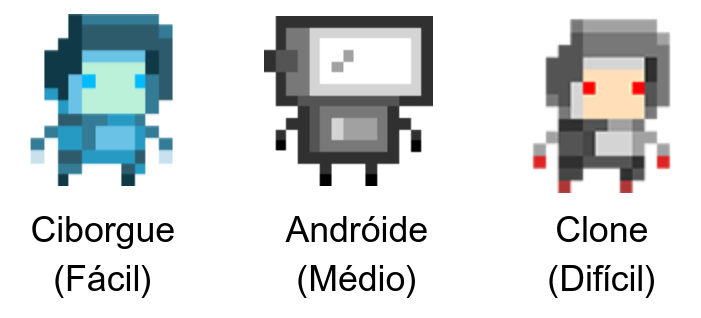 Ciborgue
(Fácil)
Andróide
(Médio)
Clone
(Difícil)